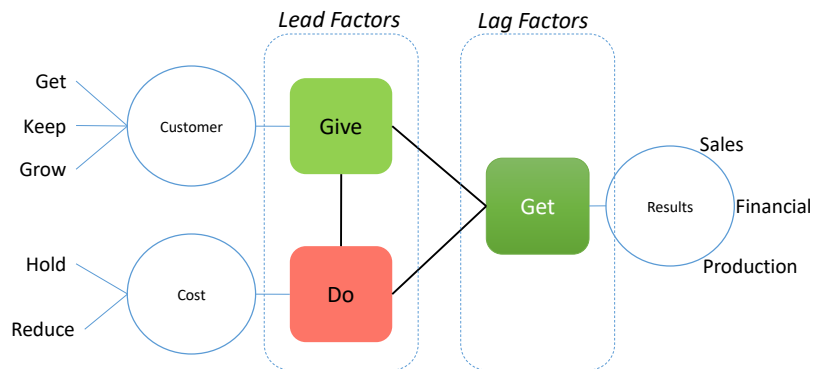 Lead Factors
Lag Factors
Get
Keep
Grow
Customer
Give
Hold
Reduce
Cost
Do
Get
Results
Sales
Financial
Production